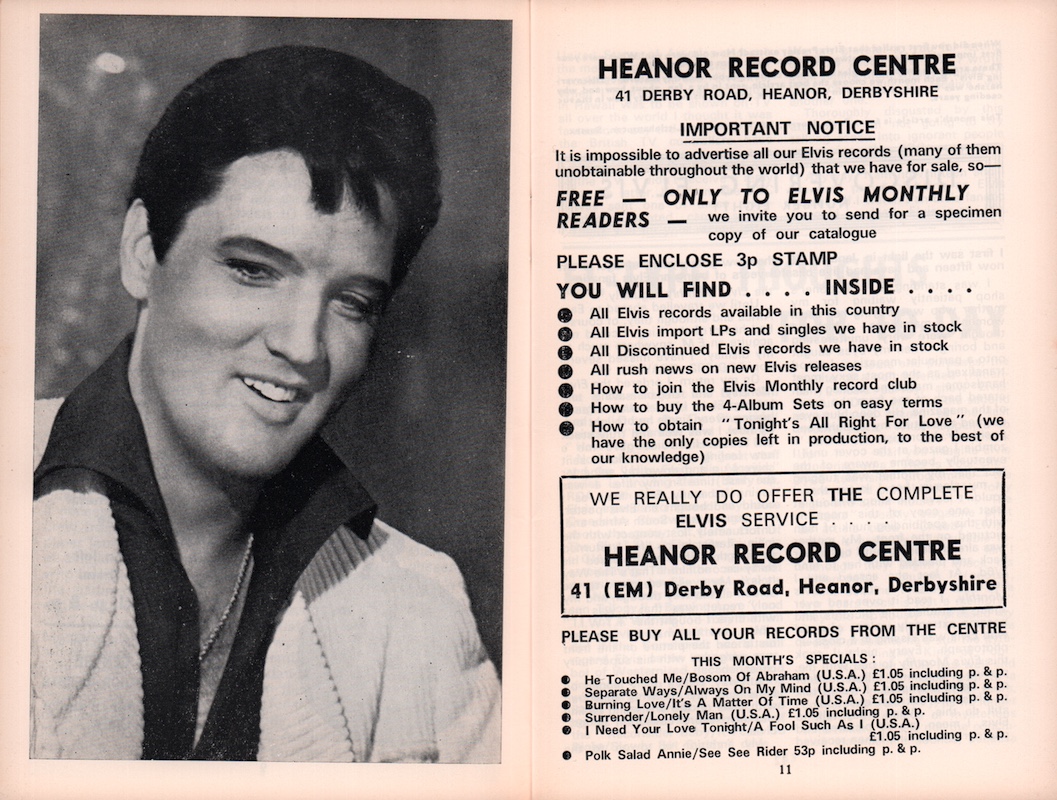 HEANOR RECORD CENTRE
41 DERBY ROAD, HEANOR, DERBYSHIRE
IMPORTANT NOTICE
It is impossible to advertise all our Elvis records (many of them
unobtainable throughout the world) that we have for sale, so—
FREE — ONLY TO ELVIS MONTHLY
READERS — we invite you to send for a specimen
copy of our catalogue
PLEASE ENCLOSE 3p STAMP
YOU WILL FIND . . . . INSIDE . . . .
● All Elvis records available in this country
● All Elvis import LPs and singles we have in stock
● All Discontinued Elvis records we have in stock
● All rush news on new Elvis releases
● How to join the Elvis Monthly record club
● How to buy the 4-Album Sets on easy terms
● How to obtain "Tonight's All Right For Love" (we
have the only copies left in production, to the best of
our knowledge)
WE REALLY DO OFFER THE COMPLETE
ELVIS SERVICE . . . .
HEANOR RECORD CENTRE
41 (EM) Derby Road, Heanor, Derbyshire
PLEASE BUY ALL YOUR RECORDS FROM THE CENTRE
THIS MONTH'S SPECIALS :
● He Touched Me/Bosom Of Abraham (U.S.A.) £1.05 including p. & p.
● Separate Ways/Always On My Mind (U.S.A.) £1.05 including p. & p.
● Burning Love/It's A Matter Of Time (U.S.A.) £1.05 including p. & p.
● Surrender/Lonely Man (U.S.A.) £1.05 including p. & p.
● I Need Your Love Tonight/A Fool Such As I (U.S.A.)
£1.05 including p. & p.
● Polk Salad Annie/See See Rider 53p including p. & p.
11